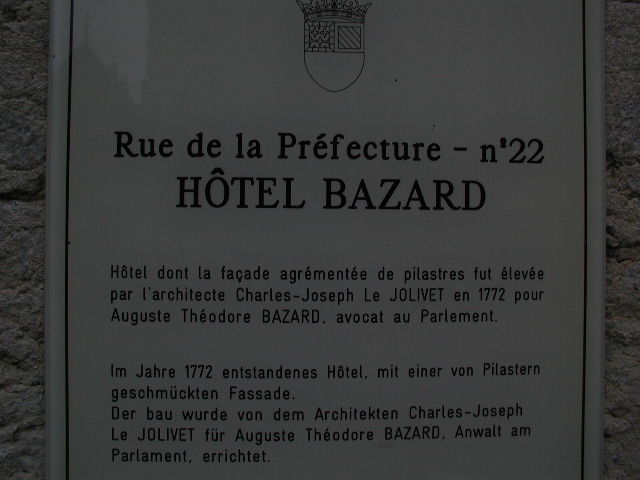 Rue de la Préfecture - n°22
HÔTEL BAZARD
Hôtel dont la façade agrémentée de pilastres fut élevée
par l'architecte Charles-Joseph Le JOLIVET en 1772 pour
Auguste Théodore BAZARD, avocat au Parlement.
Im Jahre 1772 entstandenes Hôtel, mit einer von Pilastern
geschmückten Fassade.
Der bau wurde von dem Architekten Charles-Joseph
Le JOLIVET für Auguste Théodore BAZARD, Anwalt am
Parlament, errichtet.